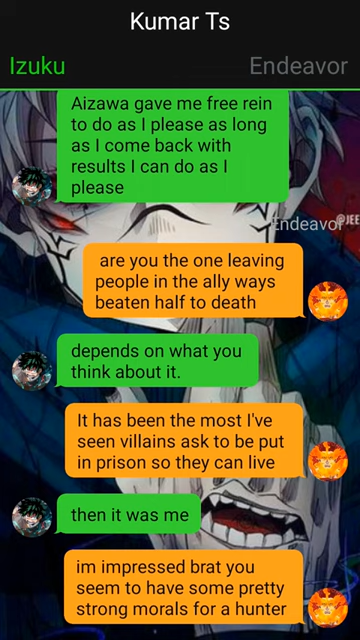 Kumar Ts
Izuku
Endeavor
Aizawa gave me free rein
to do as I please as long
as I come back with
results I can do as I
please
@JEE
Endeavor
are you the one leaving
people in the ally ways
beaten half to death
depends on what you
think about it.
It has been the most I've
seen villains ask to be put
in prison so they can live
then it was me
im impressed brat you
seem to have some pretty
strong morals for a hunter